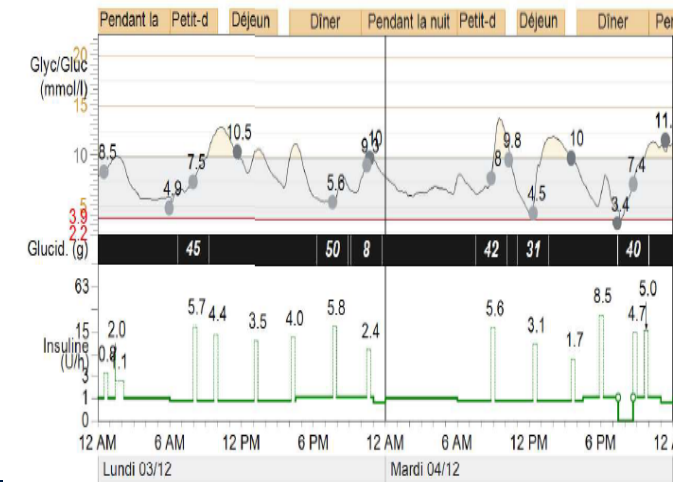 Pendant la Petit-d Déjeun Dîner Pendant la nuit Petit-d Déjeun Dîner Per
Glyc/Gluc
(mmol/l)
20
15
10
5
3.9
2.2
8.5 4.9 7.5 10.5 5.6 9. 10 8 9.8 4.5 10 3.4 7.4 11.
Glucid. (g) 45 50 8 42 31 40
Insuline
(U/h)
63
15
3
1
0
2.0 1.1 5.7 4.4 3.5 4.0 5.8 2.4 5.6 3.1 1.7 8.5 4.7 5.0
12 AM 6 AM 12 PM 6 PM 12 AM 6 AM 12 PM 6 PM 12
Lundi 03/12 Mardi 04/12